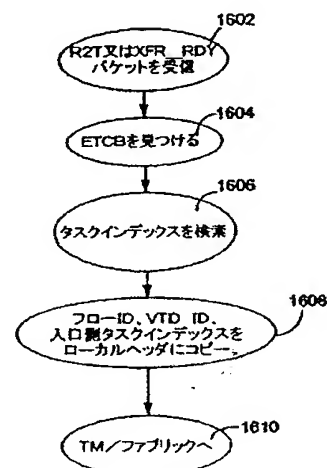 1602
R2T又はXFR_RDY
パケットを受信
1604
ETCBを見つける
1606
タスクインデックスを検索
1608
フローID、VTD_ID、
入口側タスクインデックスを
ローカルヘッダにコピー
1610
TM/ファブリックへ